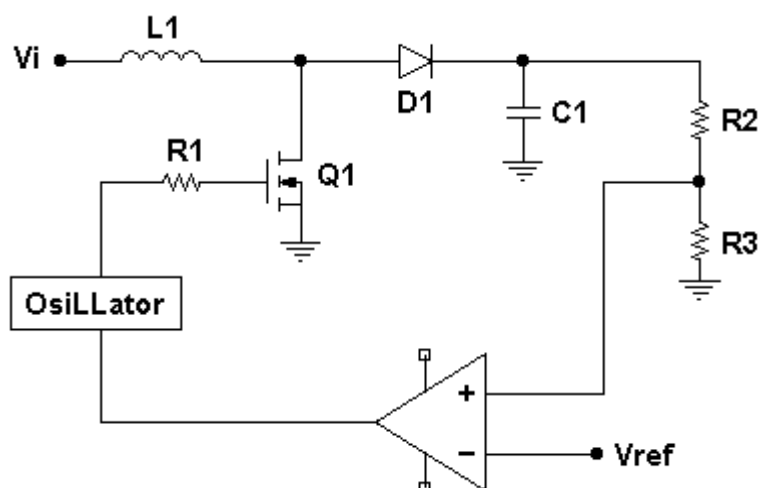 L1
Vi
D1
C1
R2
R1
Q1
R3
OsiLLator
+
−
Vref